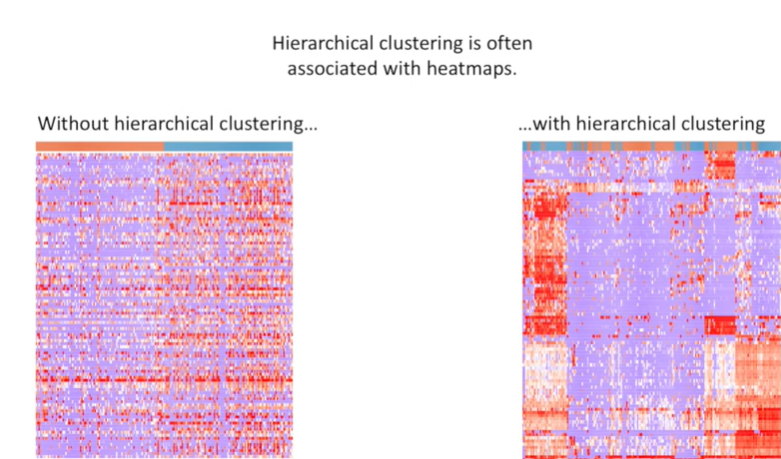 Hierarchical clustering is often
associated with heatmaps.
Without hierarchical clustering...
...with hierarchical clustering